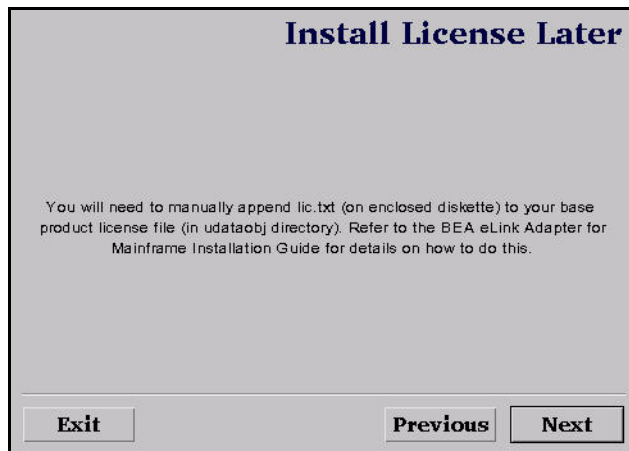 Install License Later
You will need to manually append lic.txt (on enclosed diskette) to your base
product license file (in udataobj directory). Refer to the BEA eLink Adapter for
Mainframe Installation Guide for details on how to do this.
Exit
Previous
Next